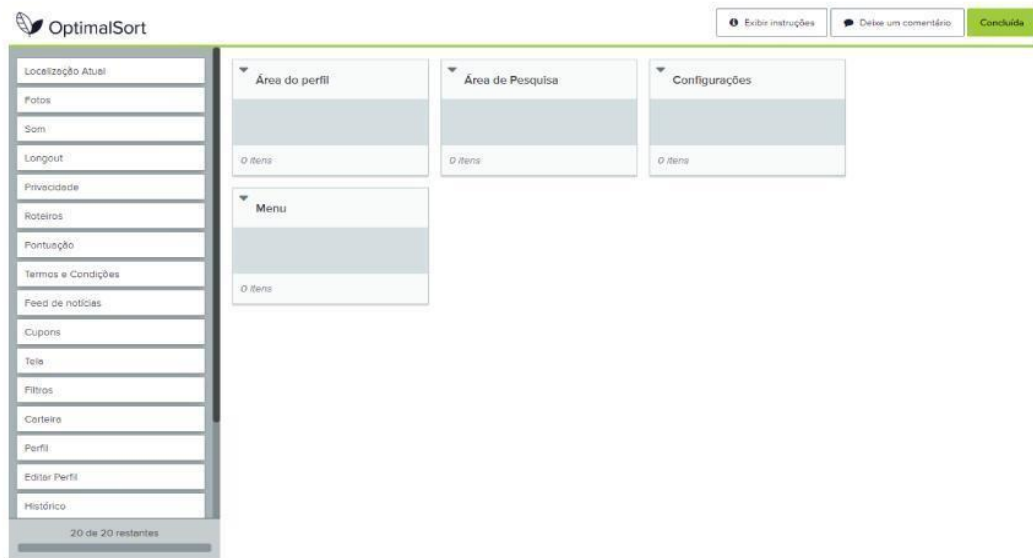 OptimalSort
Exibir instruções
Deixe um comentário
Concluída
Localização Atual
Fotos
Som
Longout
Privacidade
Roteiros
Pontuação
Termos e Condições
Feed de notícias
Cupons
Tela
Filtros
Carteira
Perfil
Editar Perfil
Histórico
20 de 20 restantes
Área do perfil
0 itens
Área de Pesquisa
0 itens
Configurações
0 itens
Menu
0 itens